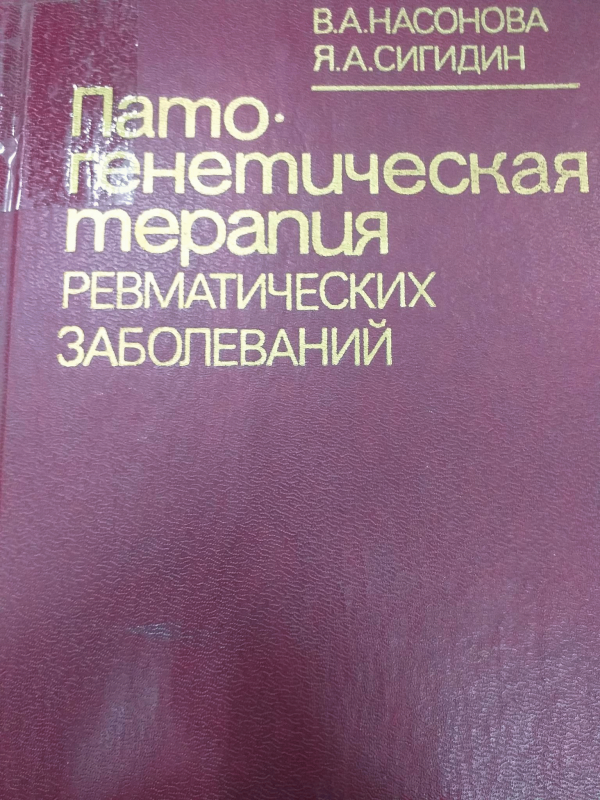 В.А.НАСОНОВА
Я.А.СИГИДИН
Пато-
генетическая
терапия
РЕВМАТИЧЕСКИХ
ЗАБОЛЕВАНИЙ